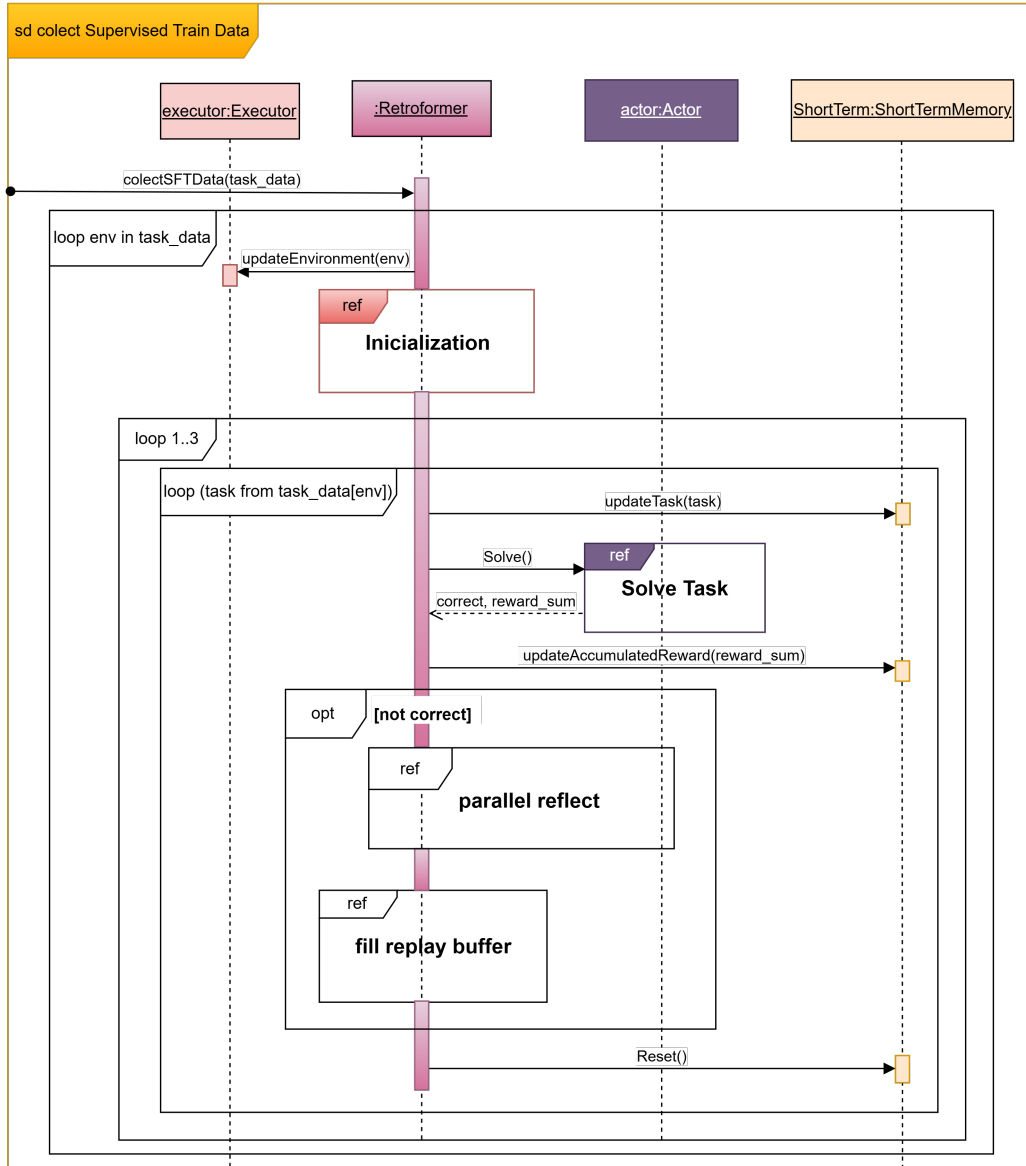 sd colect Supervised Train Data
executor:Executor
:Retroformer
actor:Actor
ShortTerm:ShortTermMemory
colectSFTData(task_data)
loop env in task_data
updateEnvironment(env)
ref
Inicialization
loop 1..3
loop (task from task_data[env])
updateTask(task)
Solve()
ref
Solve Task
correct, reward_sum
updateAccumulatedReward(reward_sum)
opt
[not correct]
ref
parallel reflect
ref
fill replay buffer
Reset()